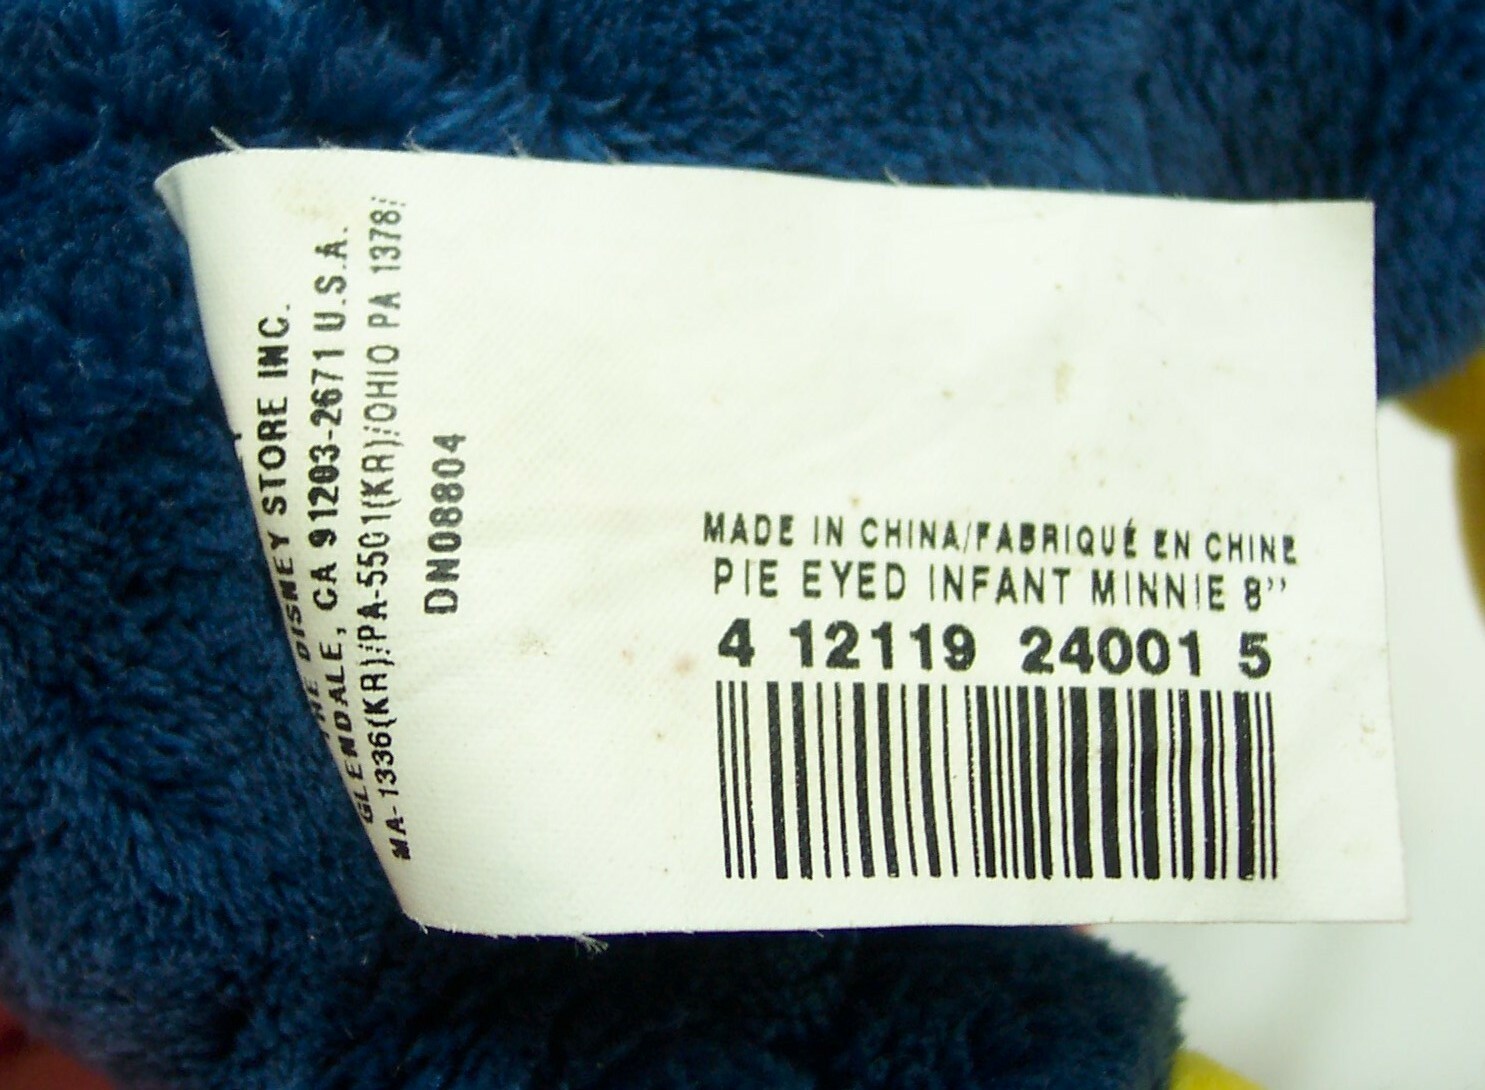 THE DISNEY STORE INC.
GLENDALE, CA 91203-2671 U.S.A.
MA-1336(KR)/PA-5501(KR)/OHIO PA 1378/
DN08804
MADE IN CHINA/FABRIQUÉ EN CHINE
PIE EYED INFANT MINNIE 8”
4 12119 24001 5